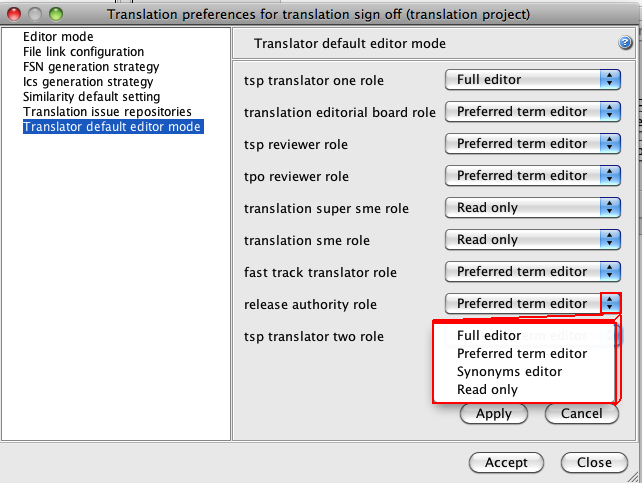 Translation preferences for translation sign off (translation project)
Editor mode
File link configuration
FSN generation strategy
Ics generation strategy
Similarity default setting
Translation issue repositories
Translator default editor mode
Translator default editor mode
?
tsp translator one role Full editor
translation editorial board role Preferred term editor
tsp reviewer role Preferred term editor
tpo reviewer role Preferred term editor
translation super sme role Read only
translation sme role Read only
fast track translator role Preferred term editor
release authority role Preferred term editor
tsp translator two role
Full editor
Preferred term editor
Synonyms editor
Read only
Apply Cancel
Accept Close